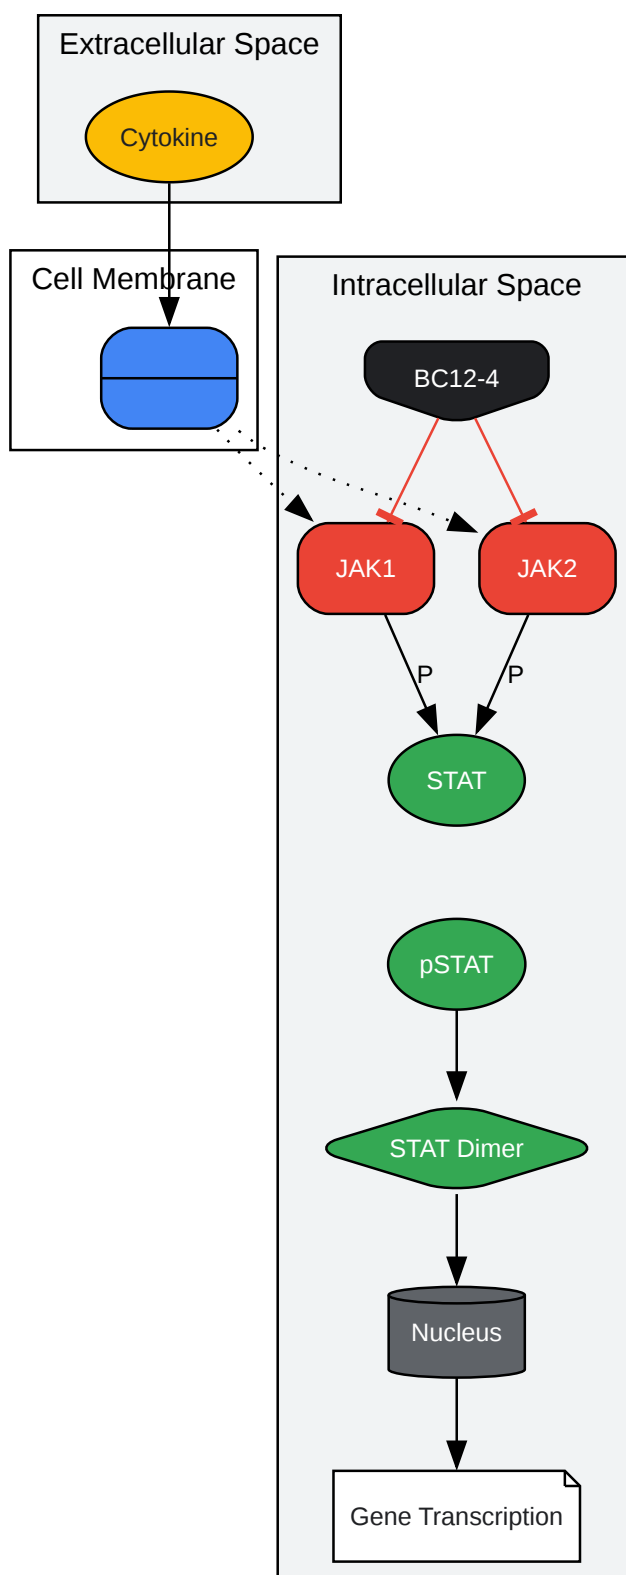 Extracellular Space
Cytokine
Cell Membrane
Intracellular Space
BC12-4
JAK1
JAK2
P
P
STAT
pSTAT
STAT Dimer
Nucleus
Gene Transcription